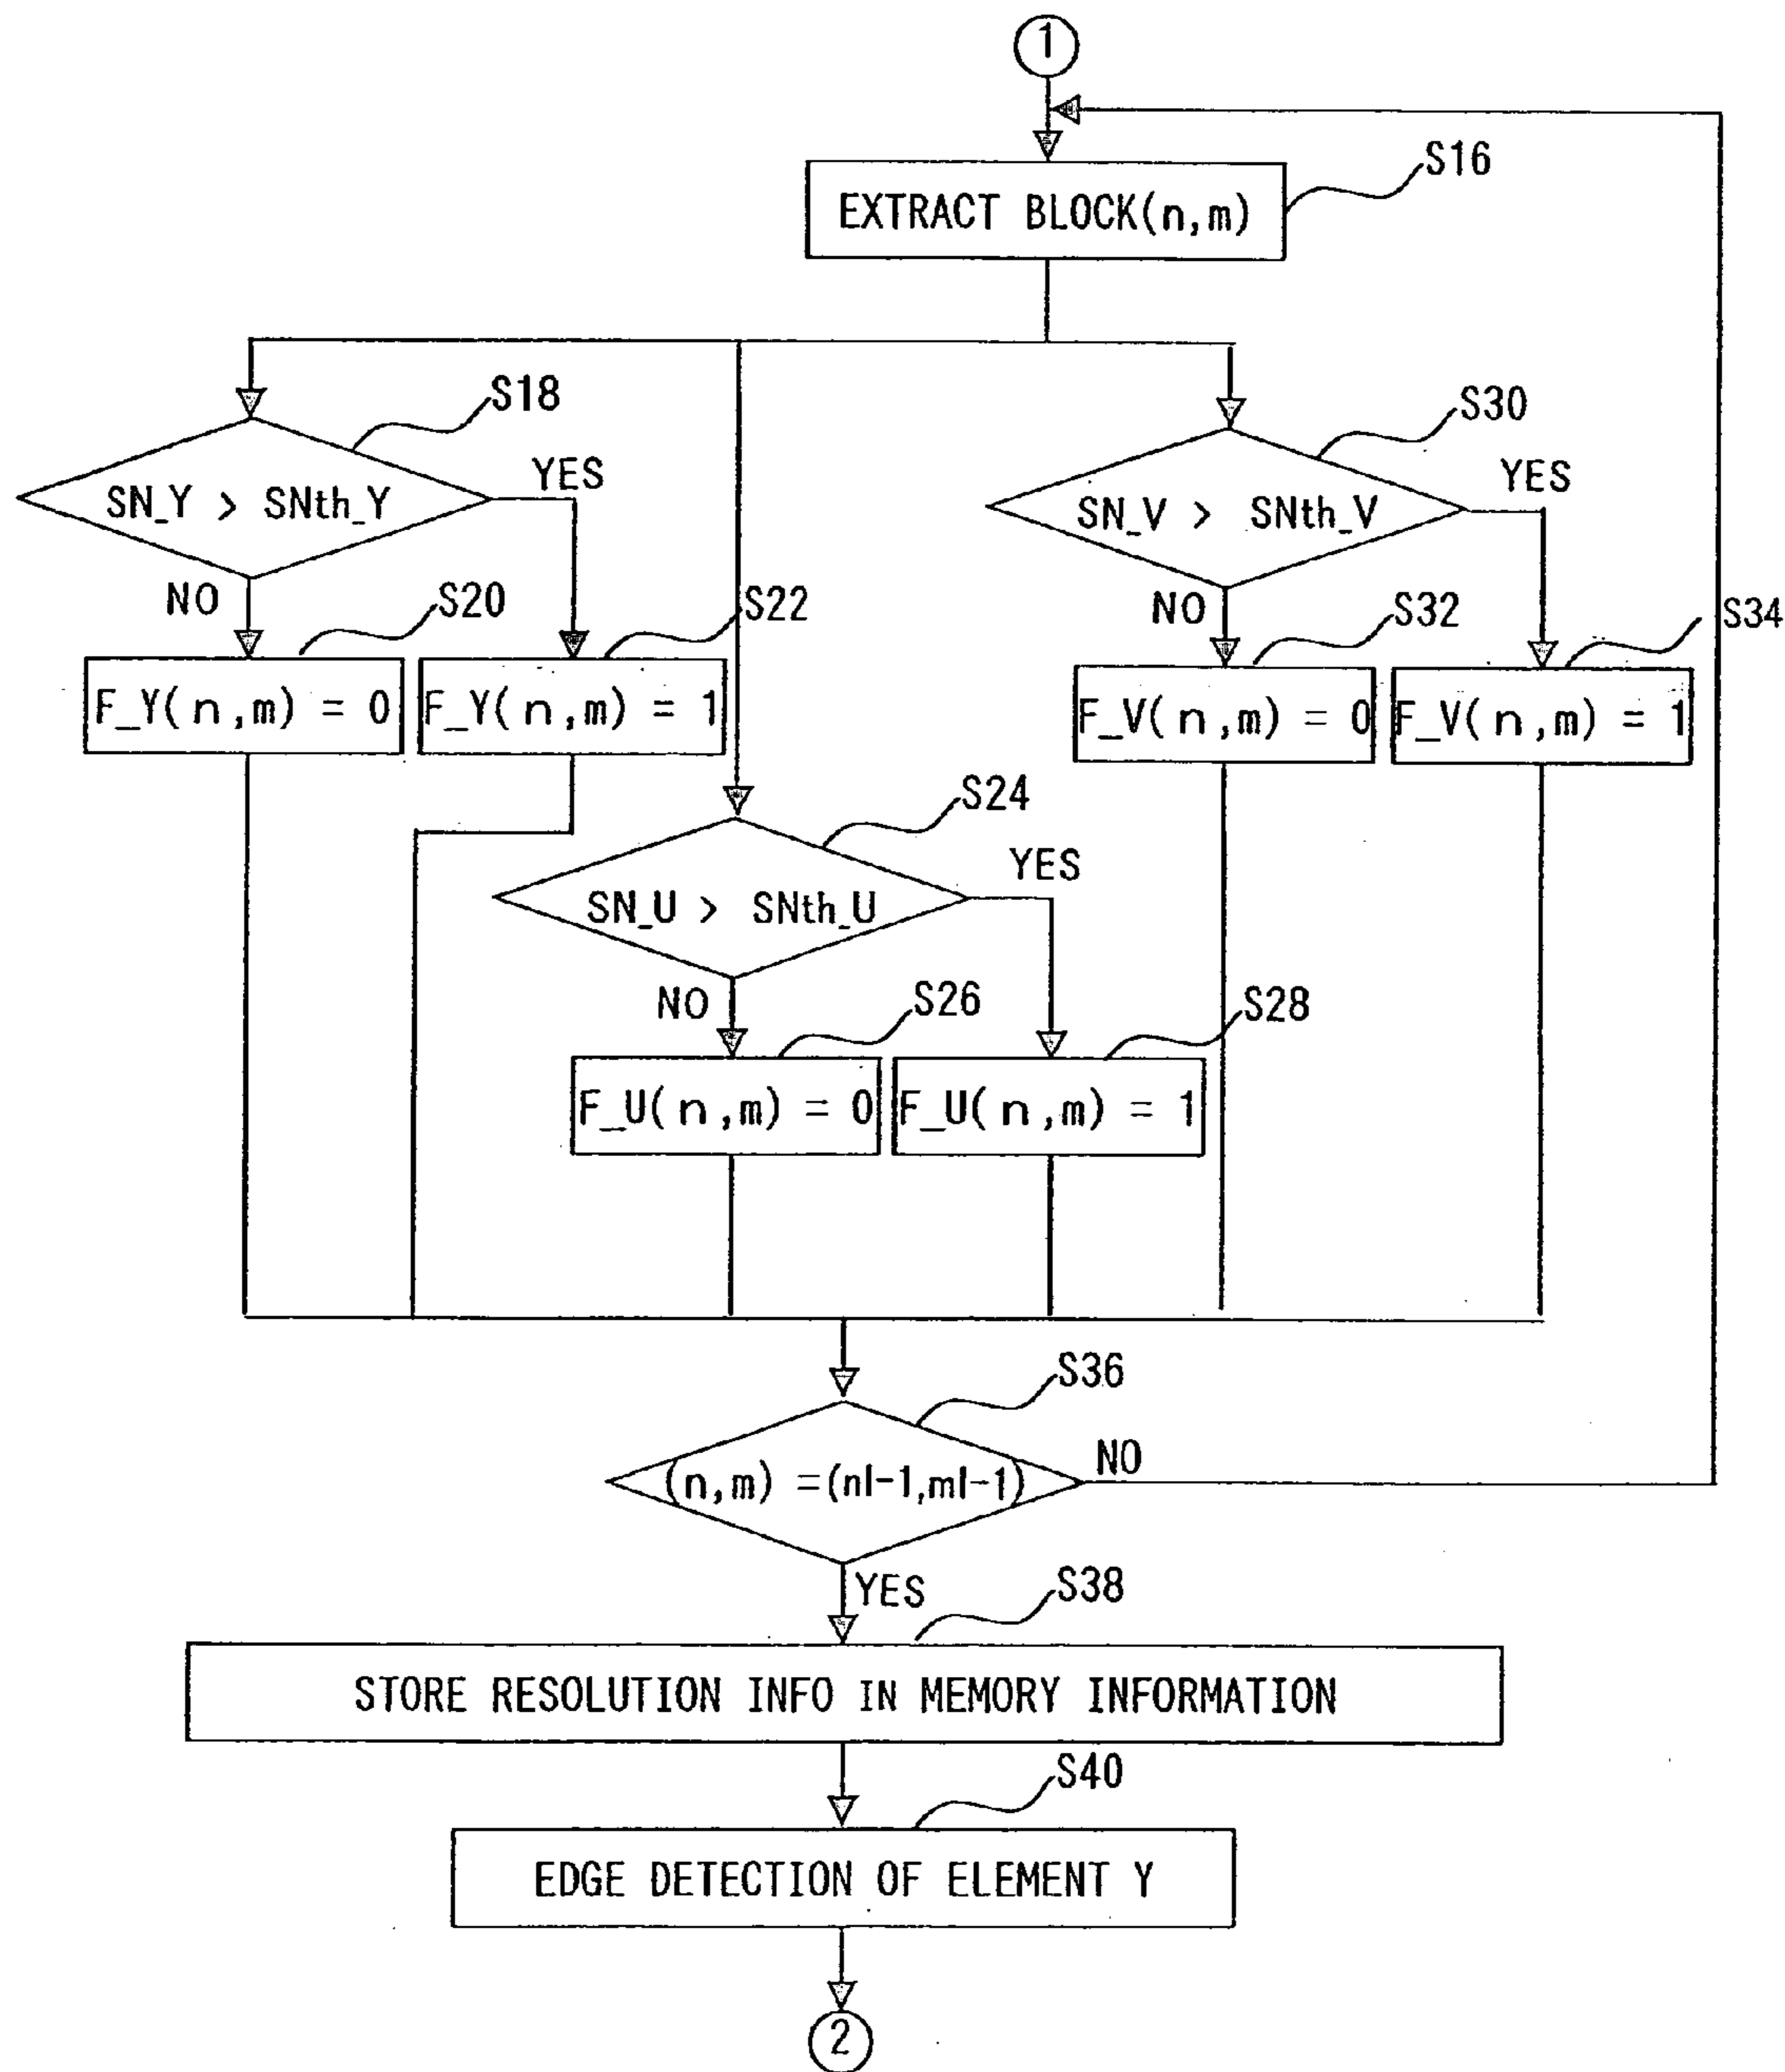 1
S16
EXTRACT BLOCK(n,m)
S18
S30
YES
YES
SN_Y > SNth_Y
SN_V > SNth_V
NO
S20
S22
NO
S32
S34
F_Y(n,m) = 0
F_Y(n,m) = 1
F_V(n,m) = 0
F_V(n,m) = 1
S24
YES
SN_U > SNth_U
NO
S26
S28
F_U(n,m) = 0
F_U(n,m) = 1
S36
NO
(n,m) =(nl-1,ml-1)
YES
S38
STORE RESOLUTION INFO IN MEMORY INFORMATION
S40
EDGE DETECTION OF ELEMENT Y
2